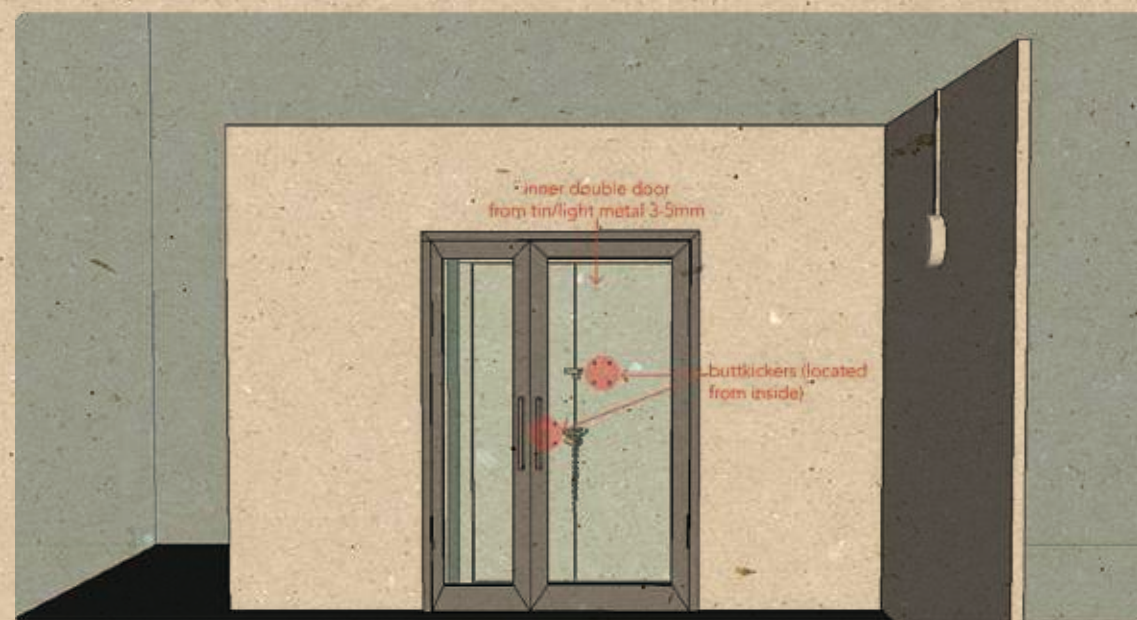 inner double door
from tin/light metal 3-5mm
buttkickers (located
from inside)